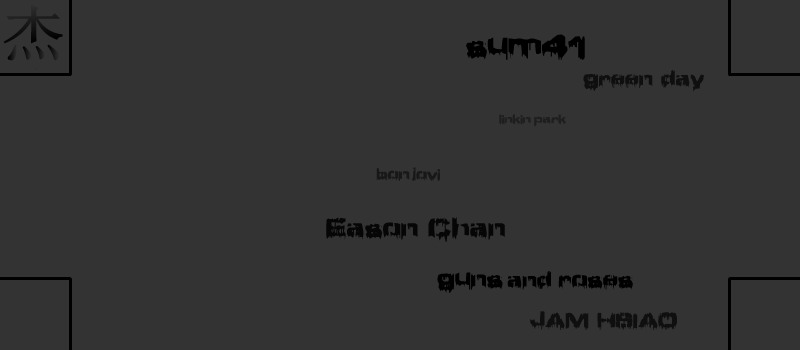 杰
sum41
green day
linkin park
bon jovi
Eason Chan
guns and roses
JAM HSIAO